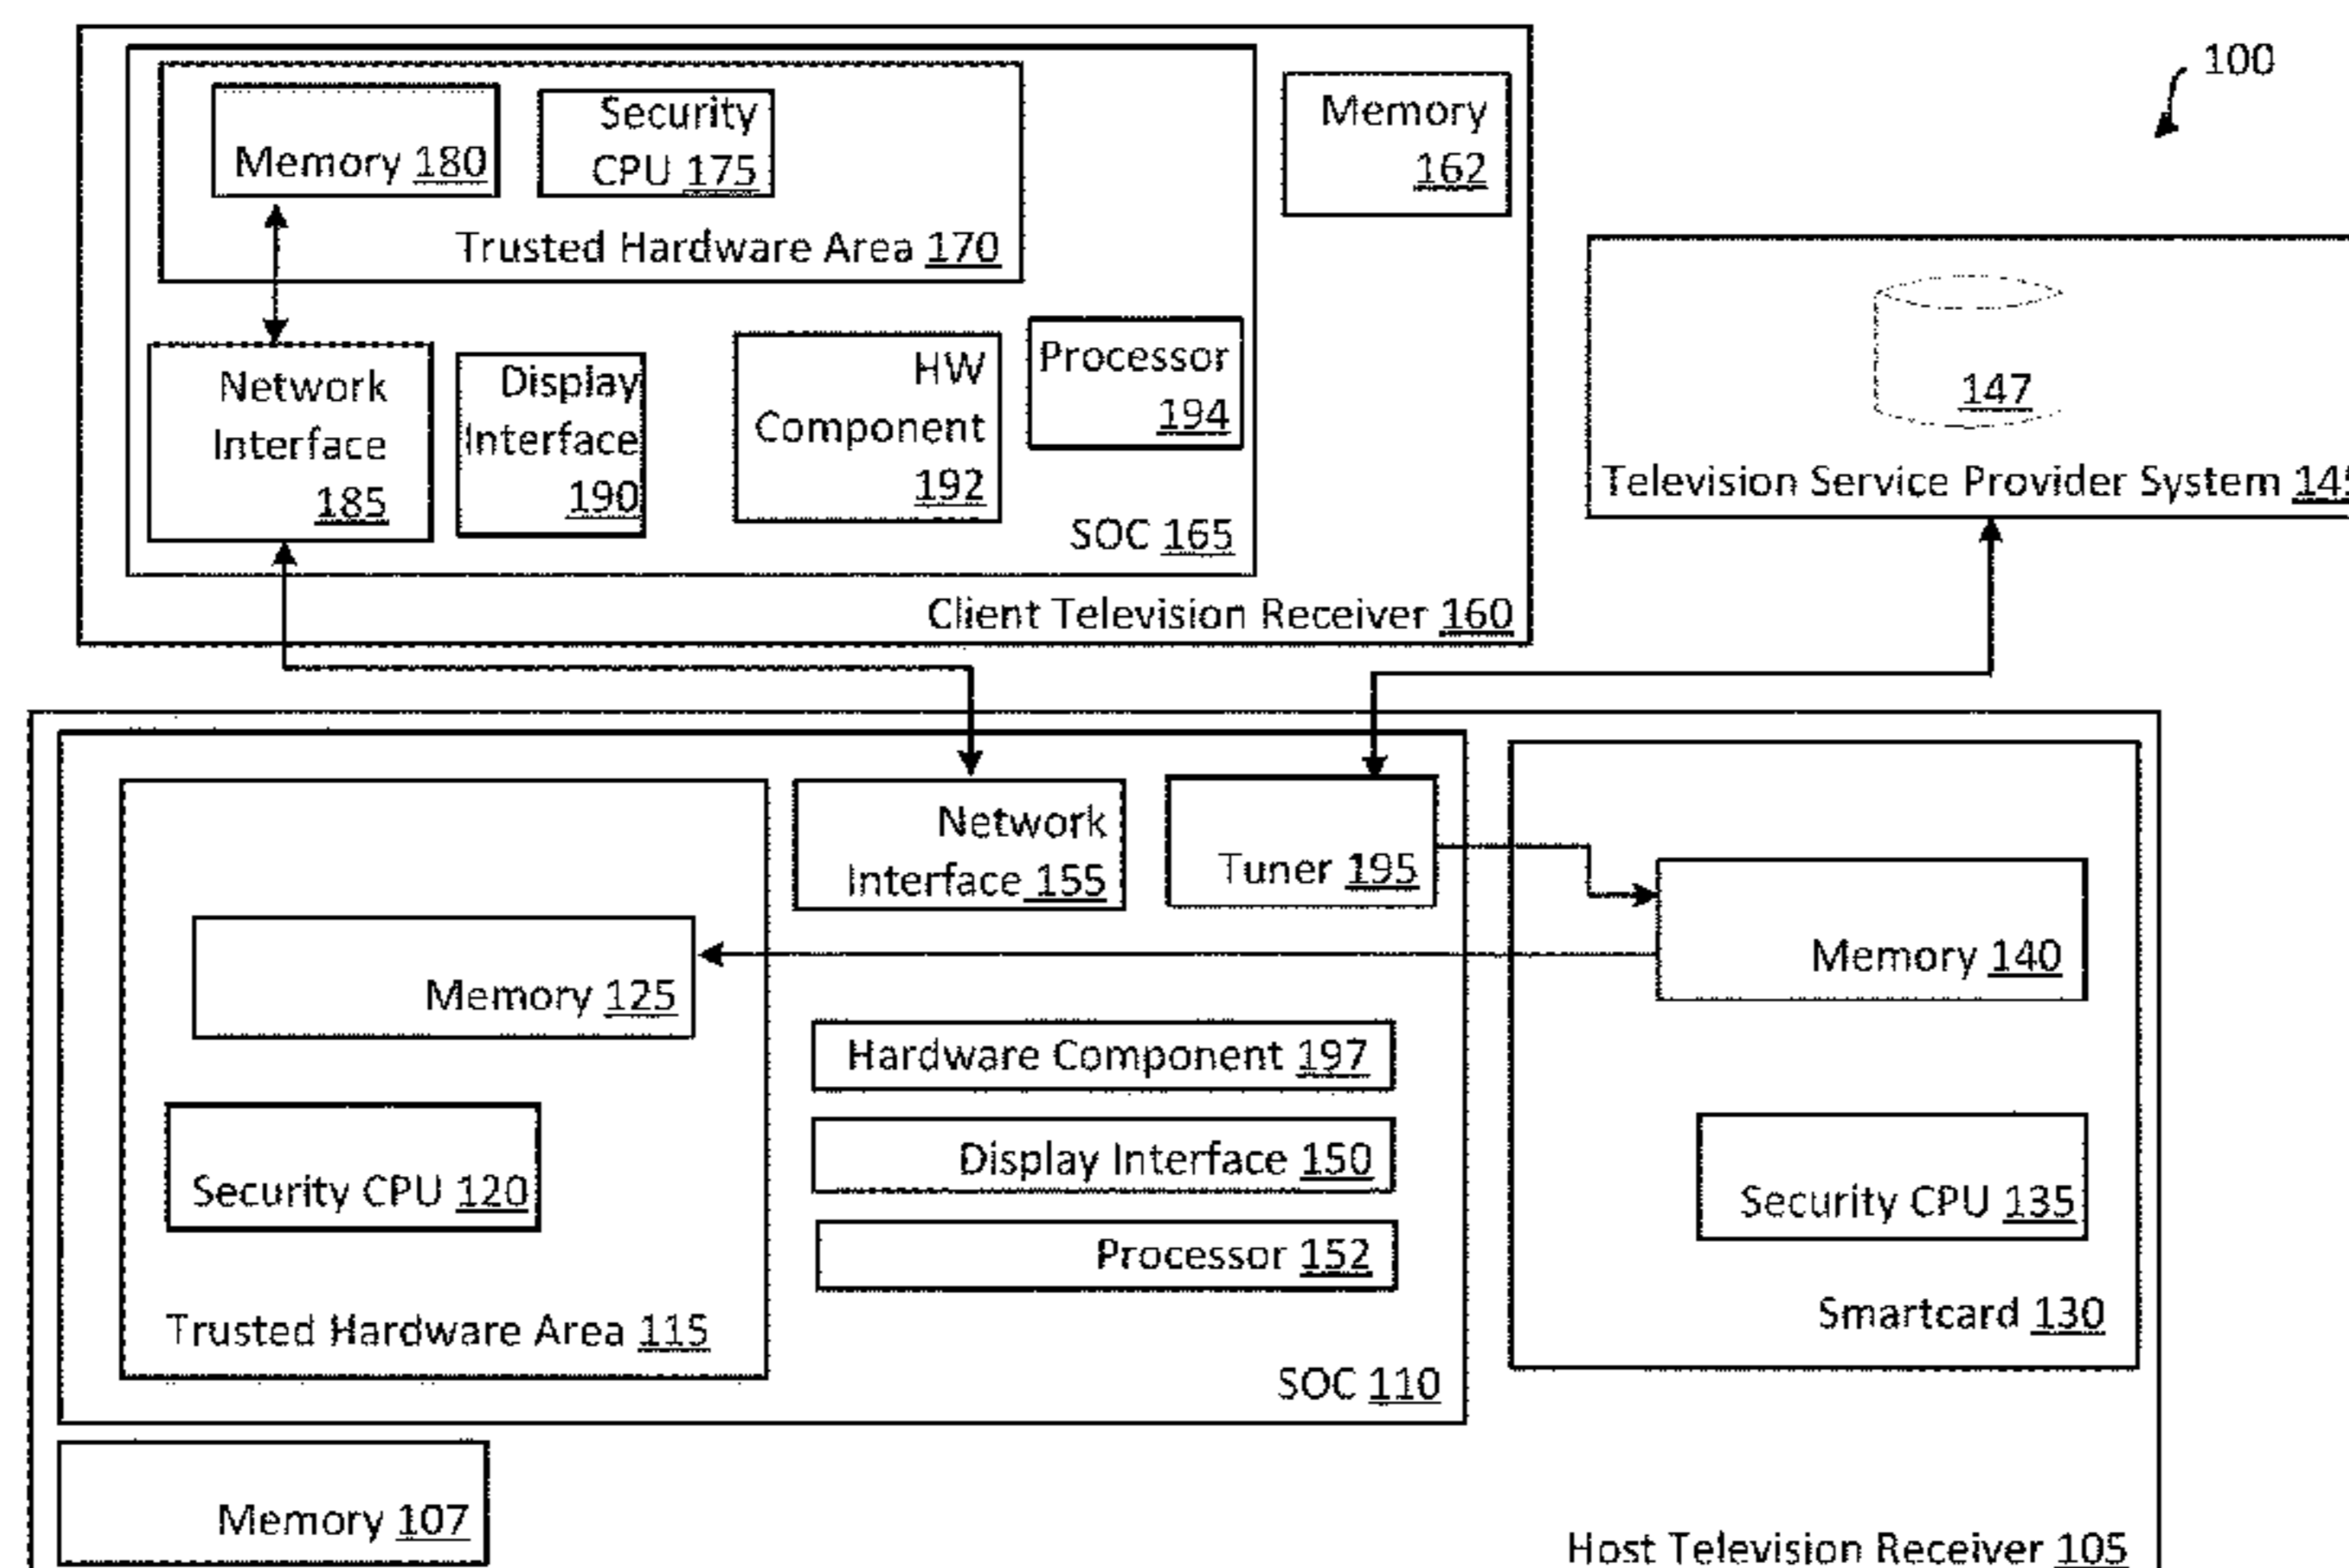 100
Memory 180
Security
CPU 175
Trusted Hardware Area 170
Memory
162
Network
Interface
185
Display
Interface
190
HW
Component
192
Processor
194
SOC 165
Client Television Receiver 160
147
Television Service Provider System 145
Network
Interface 155
Tuner 195
Memory 125
Memory 140
Hardware Component 197
Display Interface 150
Processor 152
Security CPU 120
Security CPU 135
Trusted Hardware Area 115
Smartcard 130
SOC 110
Memory 107
Host Television Receiver 105